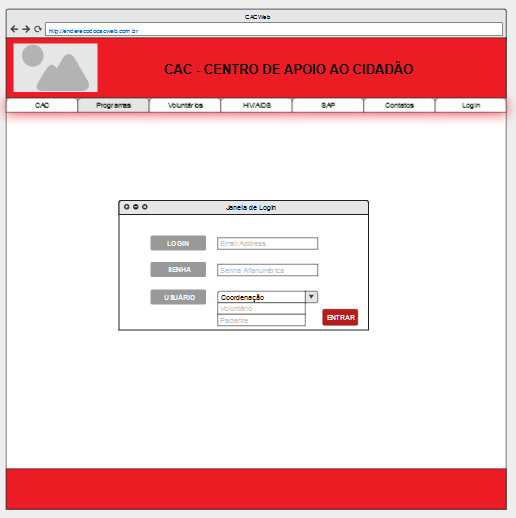 CACWeb
http://enderecodocacweb.com.br
CAC - CENTRO DE APOIO AO CIDADÃO
CAC Programas Voluntários HIV/AIDS SAP Contatos Login
Janela de Login
LOGIN Email Address
SENHA Senha Alfanumérica
USUÁRIO Coordenação
Voluntário
Paciente
ENTRAR